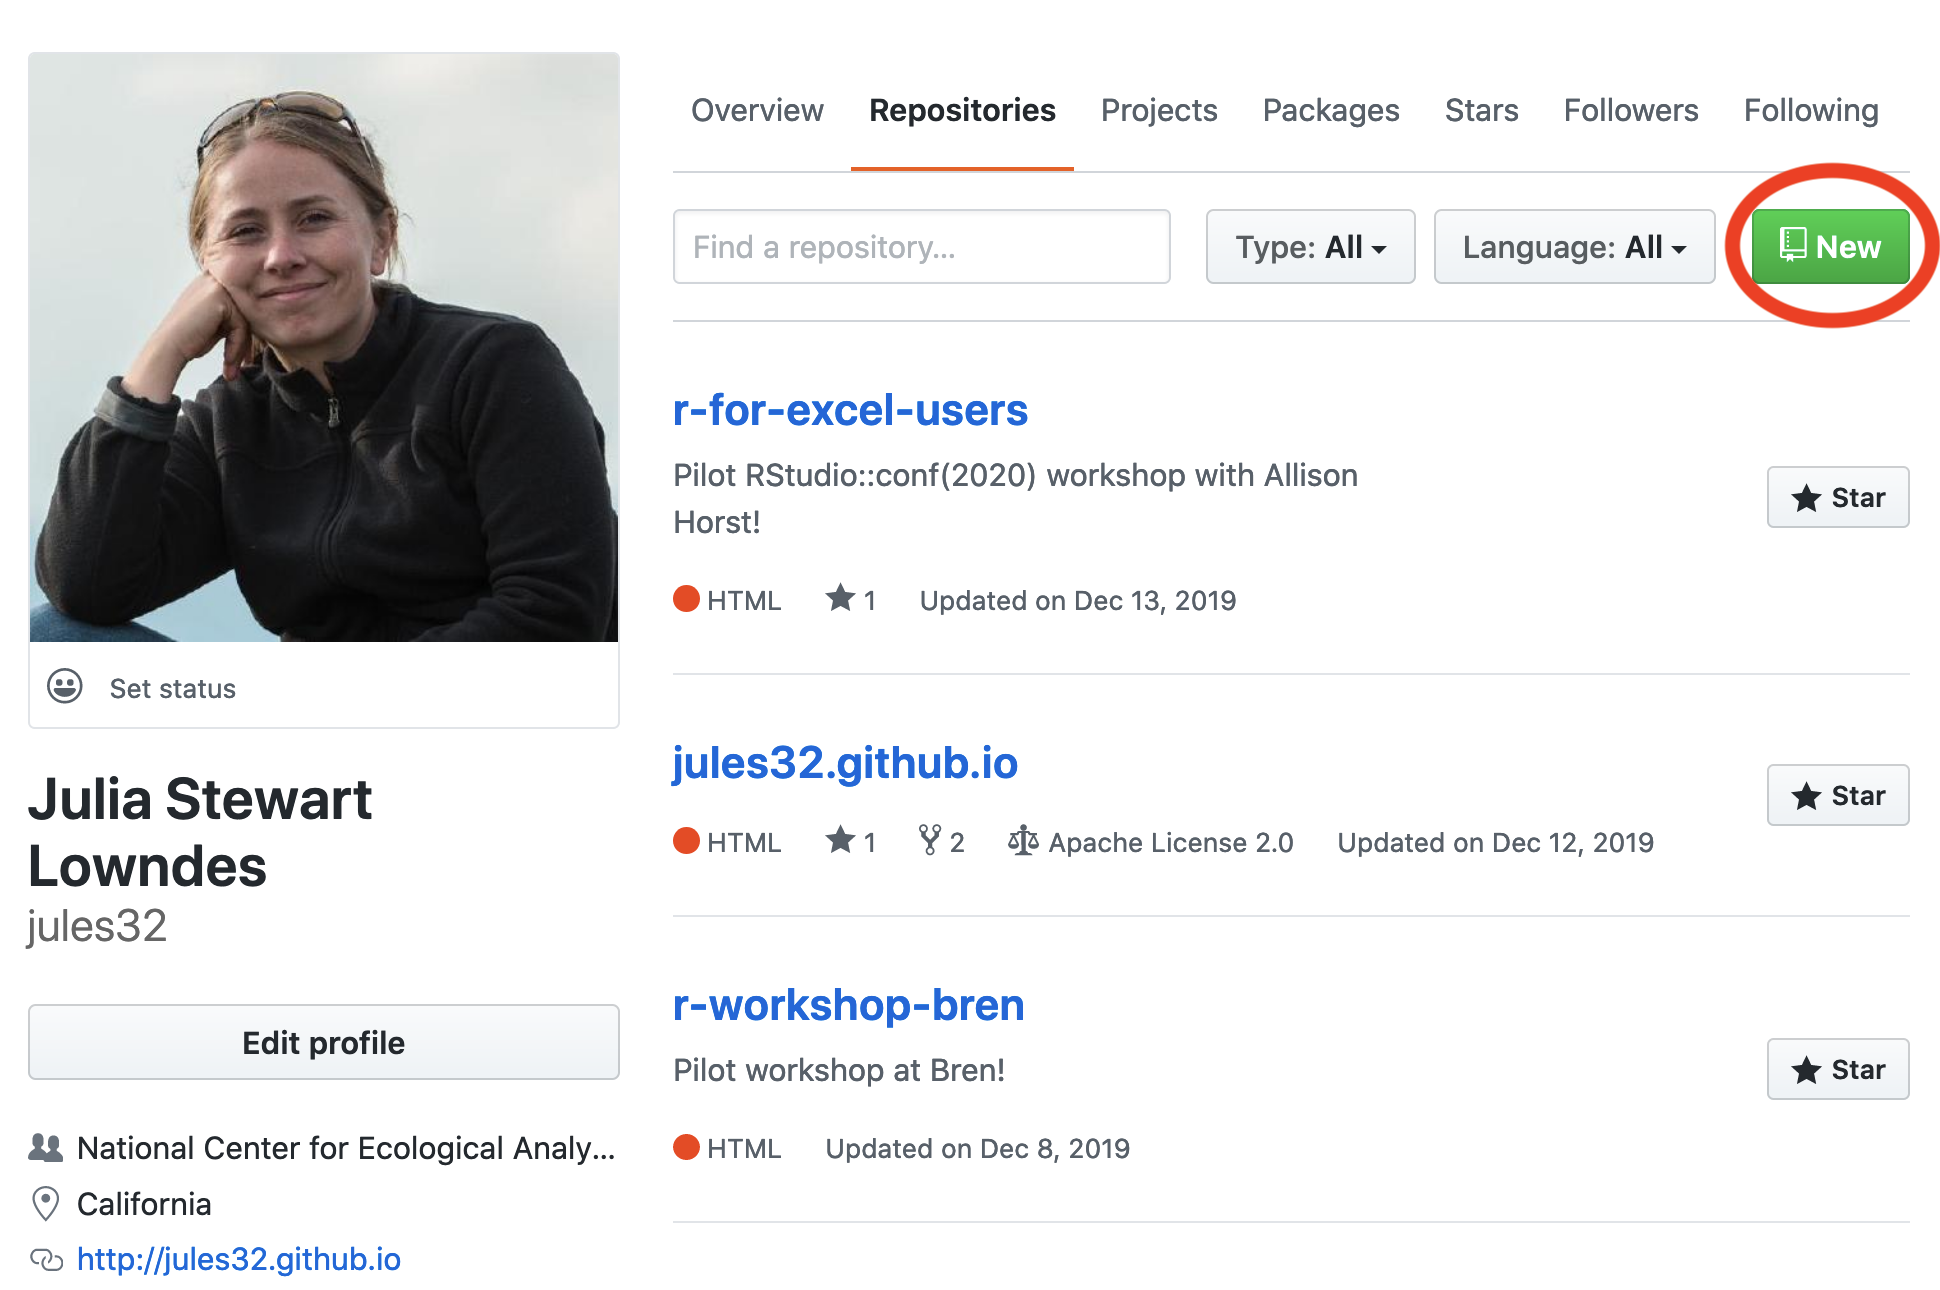 Overview Repositories Projects Packages Stars Followers Following
Find a repository... Type: All Language: All New
r-for-excel-users
Pilot RStudio::conf(2020) workshop with Allison
Horst!
Star
HTML 1 Updated on Dec 13, 2019
Set status
Julia Stewart
Lowndes
jules32
Edit profile
National Center for Ecological Analy...
California
http://jules32.github.io
jules32.github.io
Star
HTML 1 2 Apache License 2.0 Updated on Dec 12, 2019
r-workshop-bren
Pilot workshop at Bren!
Star
HTML Updated on Dec 8, 2019